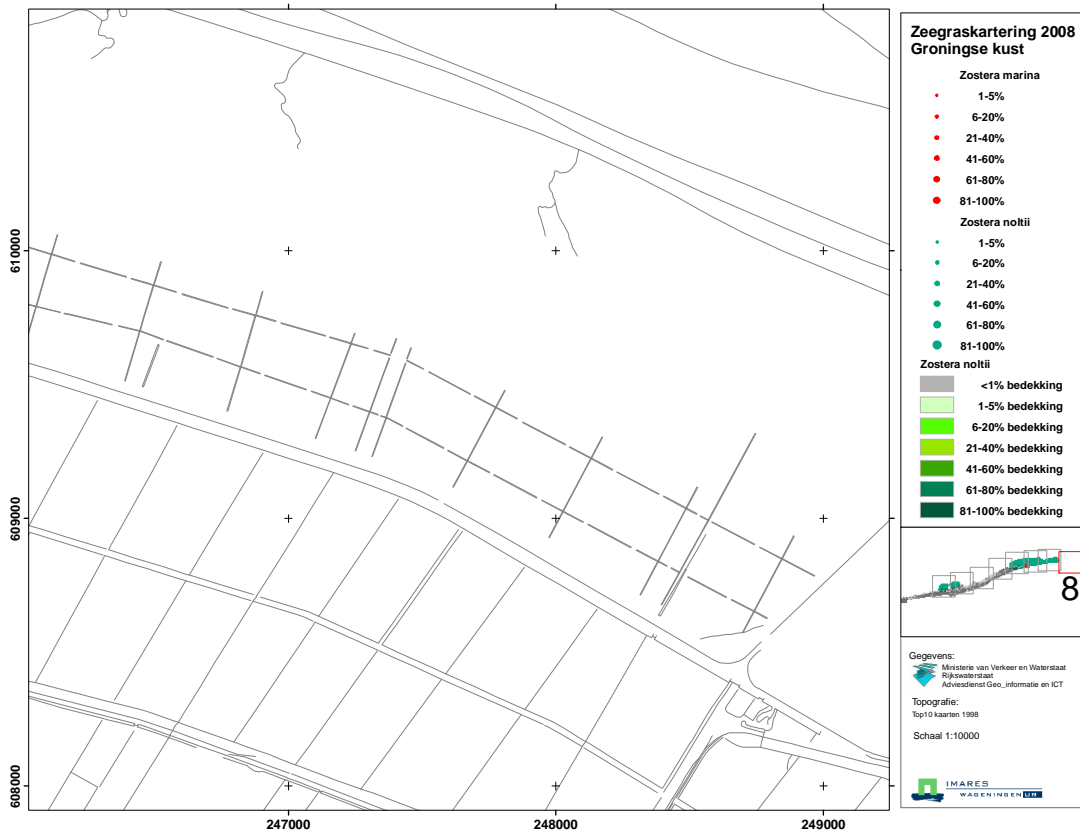 Zeegraskartering 2008
Groningse kust
Zostera marina
1-5%
6-20%
21-40%
41-60%
61-80%
81-100%
Zostera noltii
1-5%
6-20%
21-40%
41-60%
61-80%
81-100%
Zostera noltii
<1% bedekking
1-5% bedekking
6-20% bedekking
21-40% bedekking
41-60% bedekking
61-80% bedekking
81-100% bedekking
8
Gegevens:
Ministerie van Verkeer en Waterstaat
Rijkswaterstaat
Adviesdienst Geo_informatie en ICT
Topografie:
Top10 kaarten 1998
Schaal 1:10000
IMARES
WAGENINGEN UR
610000
609000
608000
247000
248000
249000